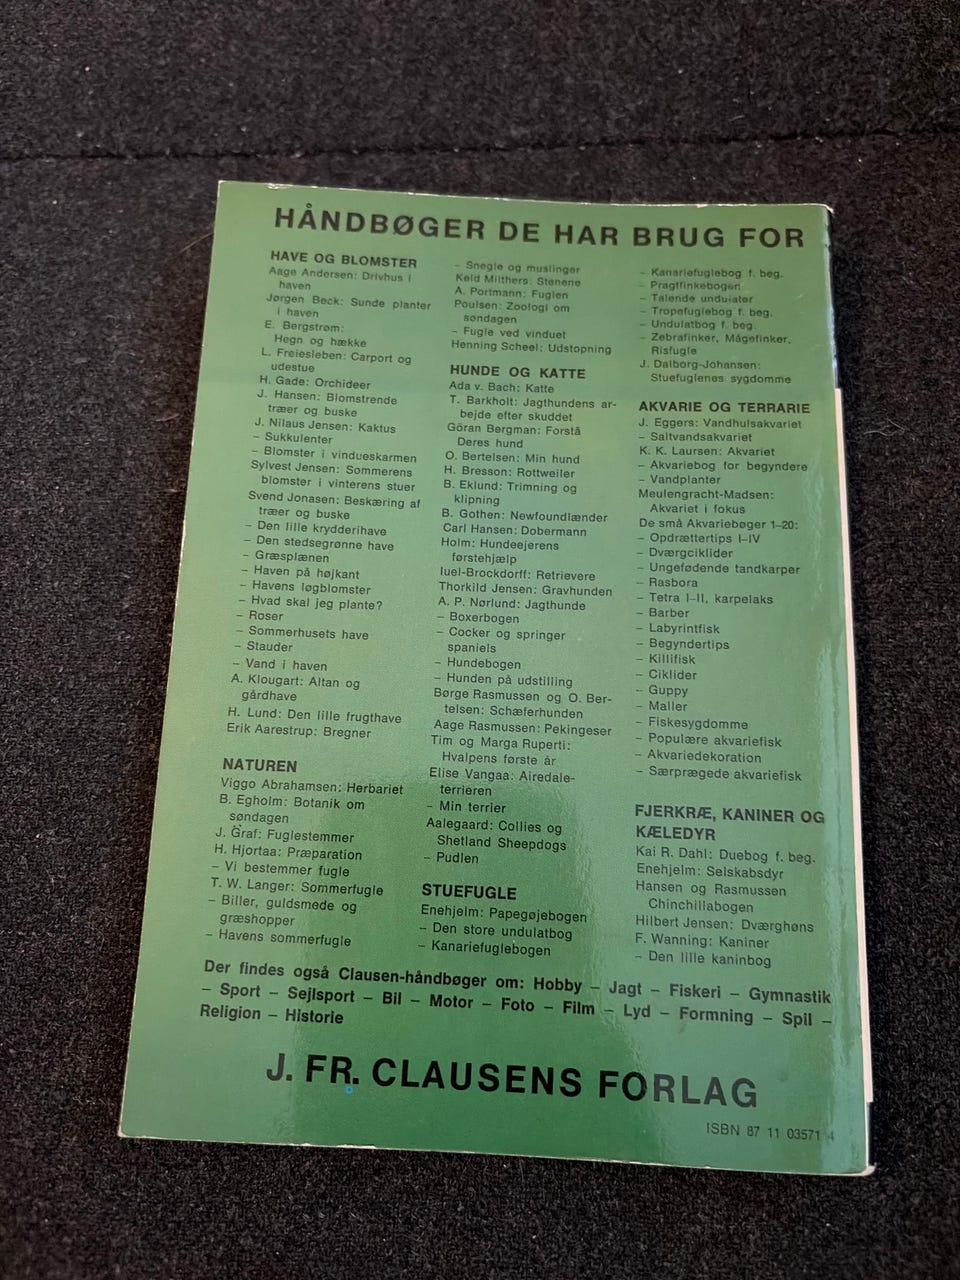 HÅNDBØGER DE HAR BRUG FOR
HAVE OG BLOMSTER
Aage Andersen: Drivhus i
haven
Jørgen Beck: Sunde planter
i haven
E. Bergstrøm:
Hegn og hække
L. Freiesleben: Carport og
udestue
H. Gade: Orchideer
J. Hansen: Blomstrende
træer og buske
J. Nilaus Jensen: Kaktus
– Sukkulenter
– Blomster i vindueskarmen
Sylvest Jensen: Sommerens
blomster i vinterens stuer
Svend Jonasen: Beskæring af
træer og buske
– Den lille krydderihave
– Den stedsegrønne have
– Græsplænen
– Haven på højkant
– Havens løgblomster
– Hvad skal jeg plante?
– Roser
– Sommerhusets have
– Stauder
– Vand i haven
A. Klougart: Altan og
gårdhave
H. Lund: Den lille frugthave
Erik Aarestrup: Bregner
NATUREN
Viggo Abrahamsen: Herbariet
B. Egholm: Botanik om
søndagen
J. Graf: Fuglestemmer
H. Hjortaa: Præparation
– Vi bestemmer fugle
T. W. Langer: Sommerfugle
– Biller, guldsmede og
græshopper
– Havens sommerfugle
– Snegle og muslinger
Keld Milthers: Stenene
A. Portmann: Fuglen
Poulsen: Zoologi om
søndagen
– Fugle ved vinduet
Henning Scheel: Udstopning
HUNDE OG KATTE
Ada v. Bach: Katte
T. Barkholt: Jagthundens ar-
bejde efter skuddet
Göran Bergman: Forstå
Deres hund
O. Bertelsen: Min hund
H. Bresson: Rottweiler
B. Eklund: Trimning og
klipning
B. Gothen: Newfoundlænder
Carl Hansen: Dobermann
Holm: Hundeejerens
førstehjælp
Iuel-Brockdorff: Retrievere
Thorkild Jensen: Gravhunden
A. P. Nørlund: Jagthunde
– Boxerbogen
– Cocker og springer
spaniels
– Hundebogen
– Hunden på udstilling
Børge Rasmussen og O. Ber-
telsen: Schæferhunden
Aage Rasmussen: Pekingeser
Tim og Marga Ruperti:
Hvalpens første år
Elise Vangaa: Airedale-
terrieren
– Min terrier
Aalegaard: Collies og
Shetland Sheepdogs
– Pudlen
STUEFUGLE
Enehjelm: Papegøjebogen
– Den store undulatbog
– Kanariefuglebogen
– Kanariefuglebog f. beg.
– Pragtfinkebogen
– Talende undulater
– Tropefuglebog f. beg.
– Undulatbog f. beg.
– Zebrafinker, Mågefinker,
Risfugle
J. Dalborg-Johansen:
Stuefuglenes sygdomme
AKVARIE OG TERRARIE
J. Eggers: Vandhulsakvariet
– Saltvandsakvariet
K. K. Laursen: Akvariet
– Akvariebog for begyndere
– Vandplanter
Meulengracht-Madsen:
Akvariet i fokus
De små Akvariebøger 1–20:
– Opdrættertips I–IV
– Dværgciklider
– Ungefødende tandkarper
– Rasbora
– Tetra I–II, karpelaks
– Barber
– Labyrintfisk
– Begyndertips
– Killifisk
– Ciklider
– Guppy
– Maller
– Fiskesygdomme
– Populære akvariefisk
– Akvariedekoration
– Særprægede akvariefisk
FJERKRÆ, KANINER OG
KÆLEDYR
Kai R. Dahl: Duebog f. beg.
Enehjelm: Selskabsdyr
Hansen og Rasmussen
Chinchillabogen
Hilbert Jensen: Dværghøns
F. Wanning: Kaniner
– Den lille kaninbog
Der findes også Clausen-håndbøger om: Hobby – Jagt – Fiskeri – Gymnastik
– Sport – Sejlsport – Bil – Motor – Foto – Film – Lyd – Formning – Spil –
Religion – Historie
J. FR. CLAUSENS FORLAG
ISBN 87 11 03571 4